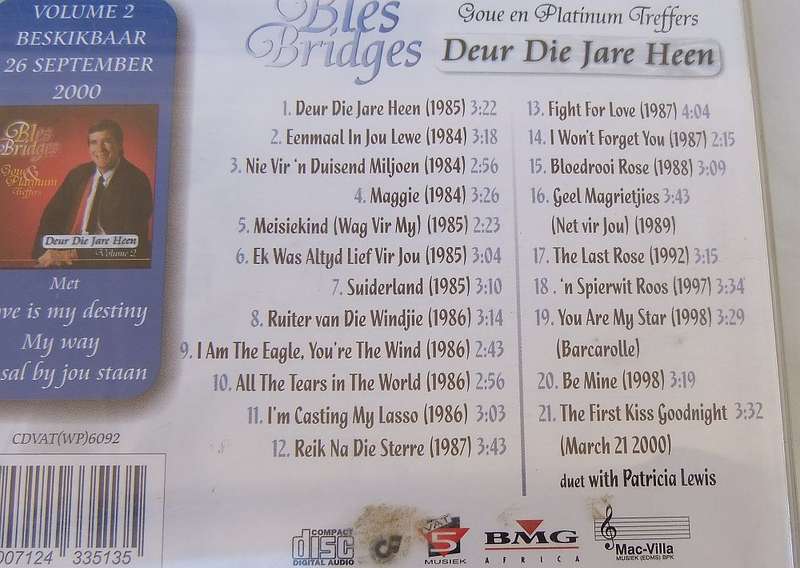 VOLUME 2
BESKIKBAAR
26 SEPTEMBER
2000
Bles
Bridges
Goue &
Platinum
Treffers
Deur Die Jare Heen
Volume 2
Met
ve is my destiny
My way
sal by jou staan
CDVAT(WP)6092
007124 335135
Bles
Bridges
Goue en Platinum Treffers
Deur Die Jare Heen
1. Deur Die Jare Heen (1985) 3:22
2. Eenmaal In Jou Lewe (1984) 3:18
3. Nie Vir 'n Duisend Miljoen (1984) 2:56
4. Maggie (1984) 3:26
5. Meisiekind (Wag Vir My) (1985) 2:23
6. Ek Was Altyd Lief Vir Jou (1985) 3:04
7. Suiderland (1985) 3:10
8. Ruiter van Die Windjie (1986) 3:14
9. I Am The Eagle, You're The Wind (1986) 2:43
10. All The Tears in The World (1986) 2:56
11. I'm Casting My Lasso (1986) 3:03
12. Reik Na Die Sterre (1987) 3:43
13. Fight For Love (1987) 4:04
14. I Won't Forget You (1987) 2:15
15. Bloedrooi Rose (1988) 3:09
16. Geel Magrietjies 3:43
(Net vir Jou) (1989)
17. The Last Rose (1992) 3:15
18. 'n Spierwit Roos (1997) 3:34
19. You Are My Star (1998) 3:29
(Barcarolle)
20. Be Mine (1998) 3:19
21. The First Kiss Goodnight 3:32
(March 21 2000)
duet with Patricia Lewis
COMPACT
disc
DIGITAL AUDIO
VAT
5
MUSIEK
BMG
AFRICA
Mac-Villa
MUSIEK (EDMS) BPK